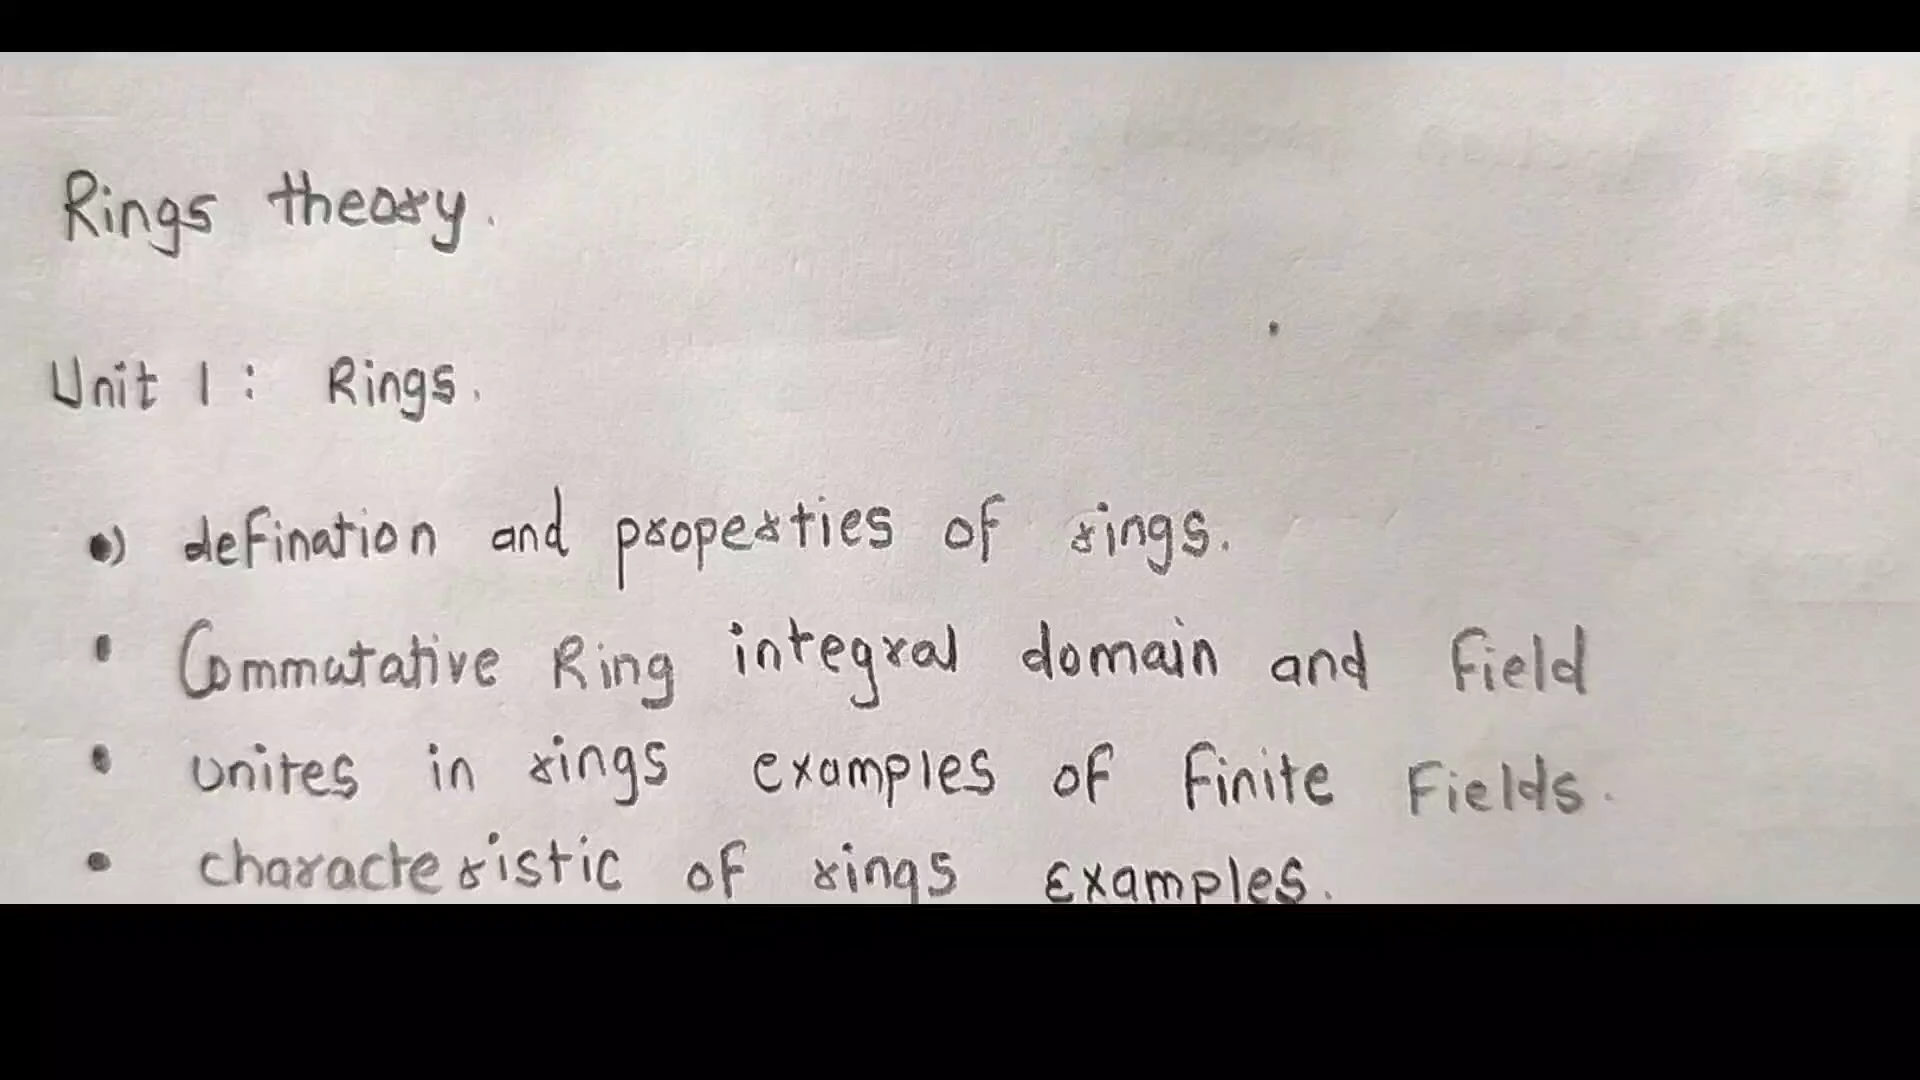 Rings theory.
Unit 1: Rings.
•) defination and properties of rings.
• Commutative Ring integral domain and Field
• unites in rings examples of Finite Fields.
• characteristic of rings Examples.